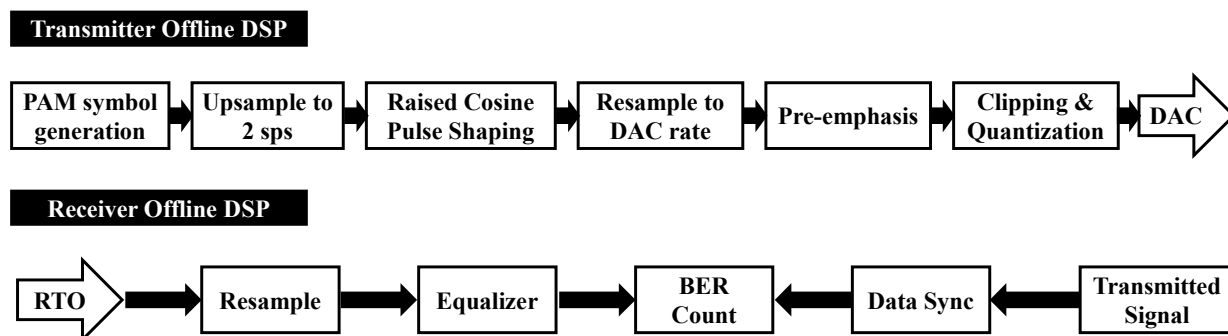 Transmitter Offline DSP
PAM symbol
generation
Upsample to
2 sps
Raised Cosine
Pulse Shaping
Resample to
DAC rate
Pre-emphasis
Clipping &
Quantization
DAC
Receiver Offline DSP
RTO
Resample
Equalizer
BER
Count
Data Sync
Transmitted
Signal